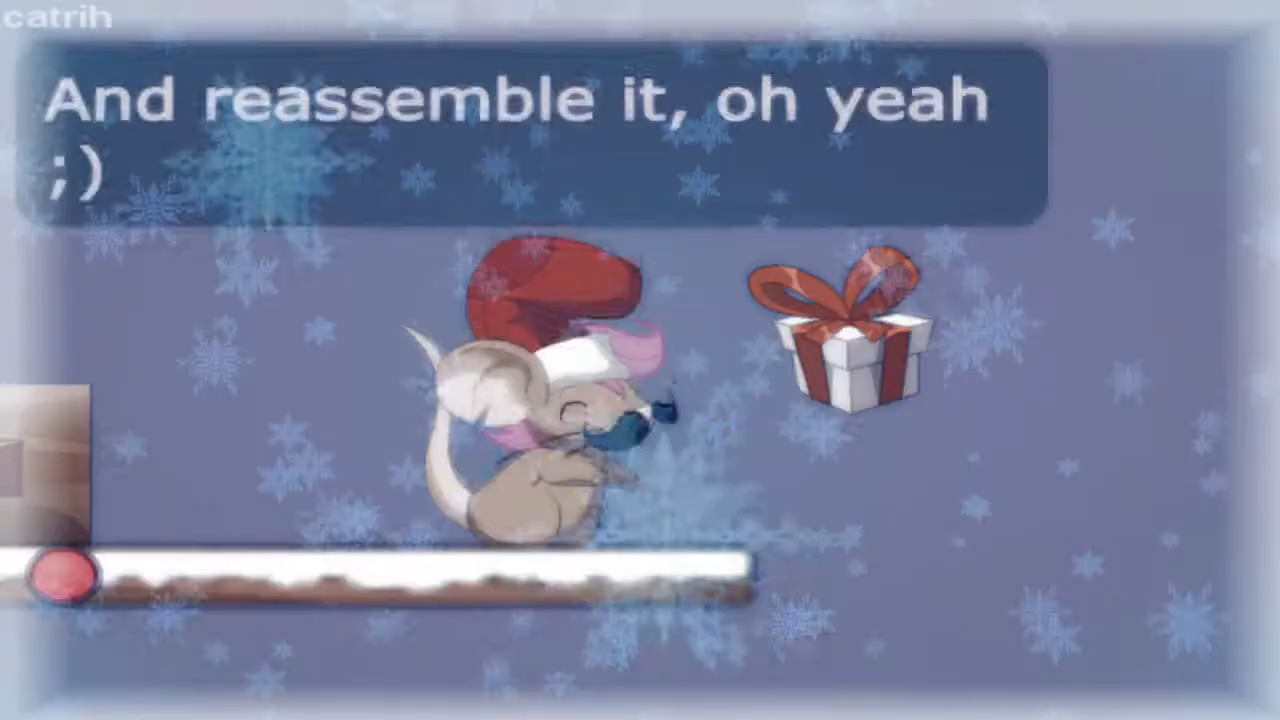 catrih
And reassemble it, oh yeah
;)